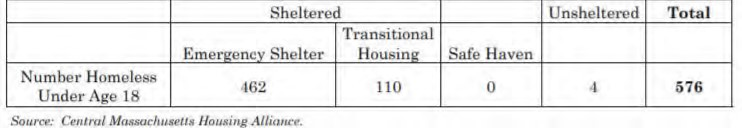 Sheltered Unsheltered Total
Emergency Shelter Transitional Housing Safe Haven
Number Homeless Under Age 18 462 110 0 4 576
Source: Central Massachusetts Housing Alliance.